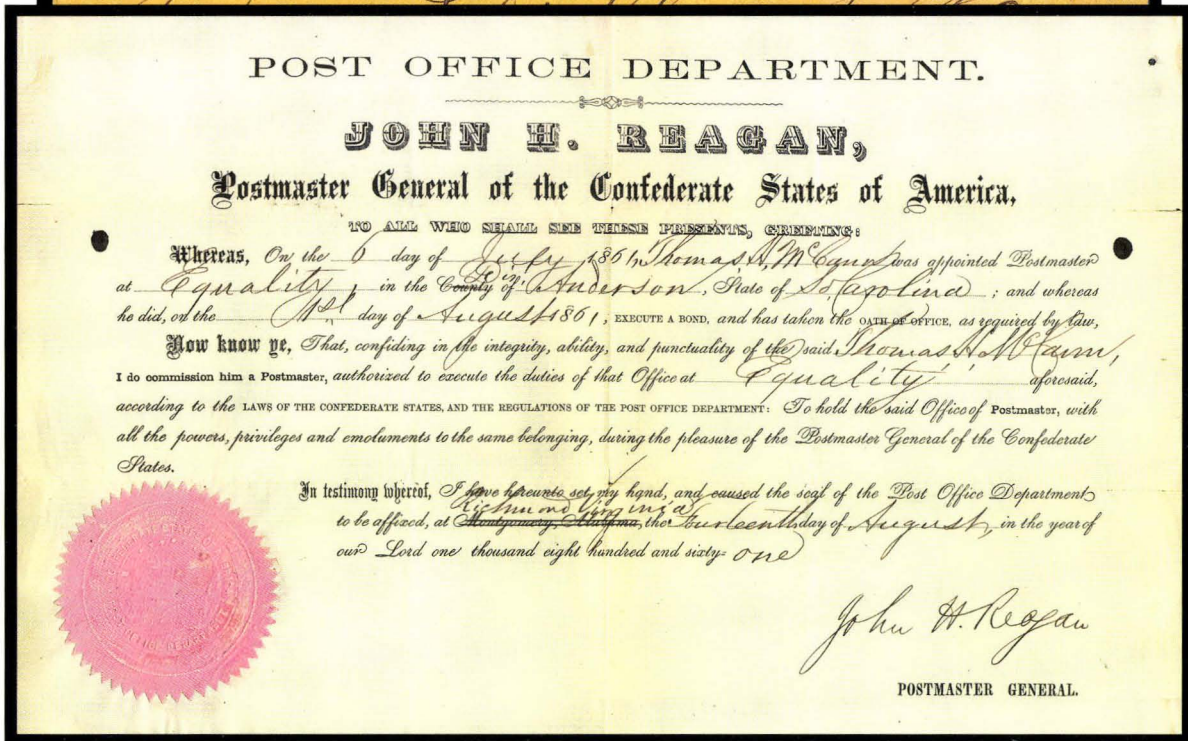 POST OFFICE DEPARTMENT.
JOHN H. REAGAN,
Postmaster General of the Confederate States of America,
TO ALL WHO SHALL SEE THESE PRESENTS, GREETING:
Whereas, On the 6 day of July 1861, Thomas A. McCann was appointed Postmaster
at Equality, in the County of Dis Anderson, State of So Carolina; and whereas
he did, on the 1st day of August 1861, EXECUTE A BOND, and has taken the OATH OF OFFICE, as required by law,
Now know ye, That, confiding in the integrity, ability, and punctuality of the said Thomas A. McCann,
I do commission him a Postmaster, authorized to execute the duties of that Office at Equality aforesaid,
according to the LAWS OF THE CONFEDERATE STATES, AND THE REGULATIONS OF THE POST OFFICE DEPARTMENT: To hold the said Office of Postmaster, with
all the powers, privileges and emoluments to the same belonging, during the pleasure of the Postmaster General of the Confederate
States.
In testimony whereof, I have hereunto set my hand, and caused the seal of the Post Office Department
Richmond Virginia
to be affixed, at Montgomery, Alabama, the Fourteenth day of August, in the year of
our Lord one thousand eight hundred and sixty-one
John H. Reagan
POSTMASTER GENERAL.